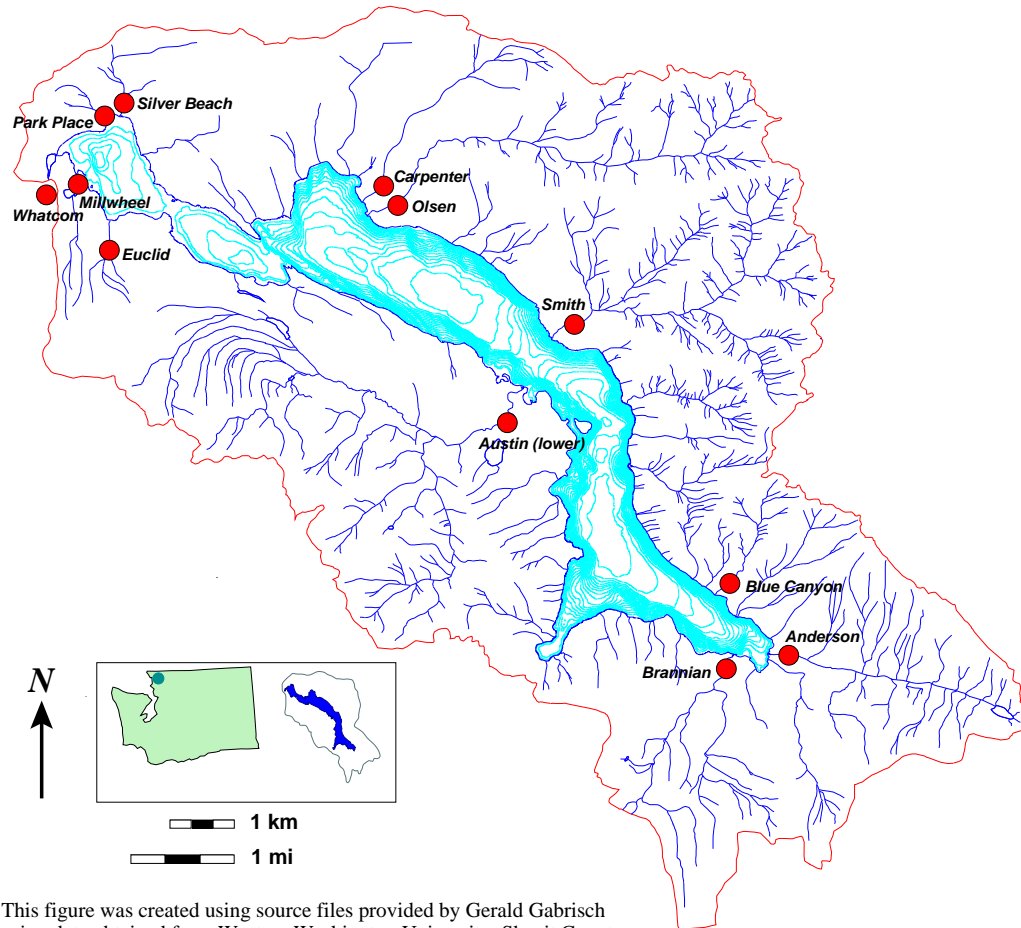 Silver Beach
Park Place
Carpenter
Millwheel
Olsen
Whatcom
Euclid
Smith
Austin (lower)
Blue Canyon
Anderson
Brannian
N
1 km
1 mi
This figure was created using source files provided by Gerald Gabrisch